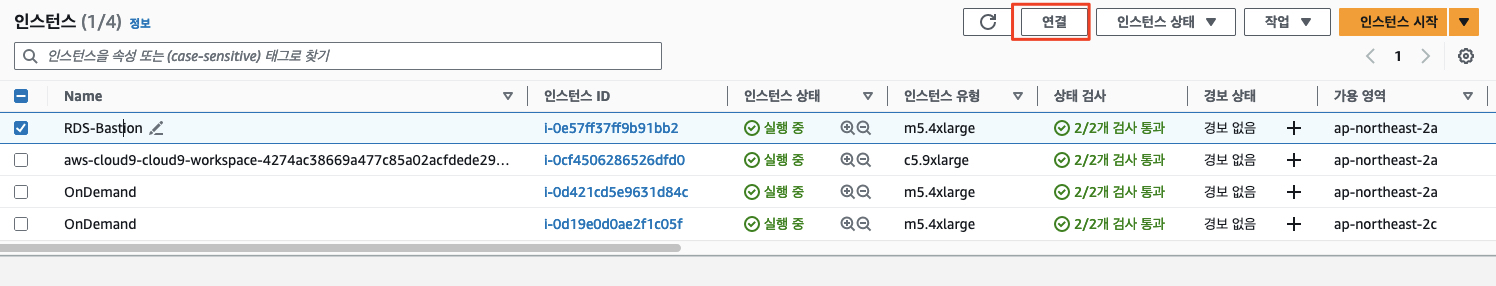 인스턴스 (1/4) 정보 연결 인스턴스 상태 작업 인스턴스 시작
인스턴스을 속성 또는 (case-sensitive) 태그로 찾기 1
Name 인스턴스 ID 인스턴스 상태 인스턴스 유형 상태 검사 경보 상태 가용 영역
RDS-Bastion i-0e57ff37ff9b91bb2 실행 중 m5.4xlarge 2/2개 검사 통과 경보 없음 + ap-northeast-2a
aws-cloud9-cloud9-workspace-4274ac38669a477c85a02acfdede29... i-0cf4506286526dfd0 실행 중 c5.9xlarge 2/2개 검사 통과 경보 없음 + ap-northeast-2a
OnDemand i-0d421cd5e9631d84c 실행 중 m5.4xlarge 2/2개 검사 통과 경보 없음 + ap-northeast-2a
OnDemand i-0d19e0d0ae2f1c05f 실행 중 m5.4xlarge 2/2개 검사 통과 경보 없음 + ap-northeast-2c